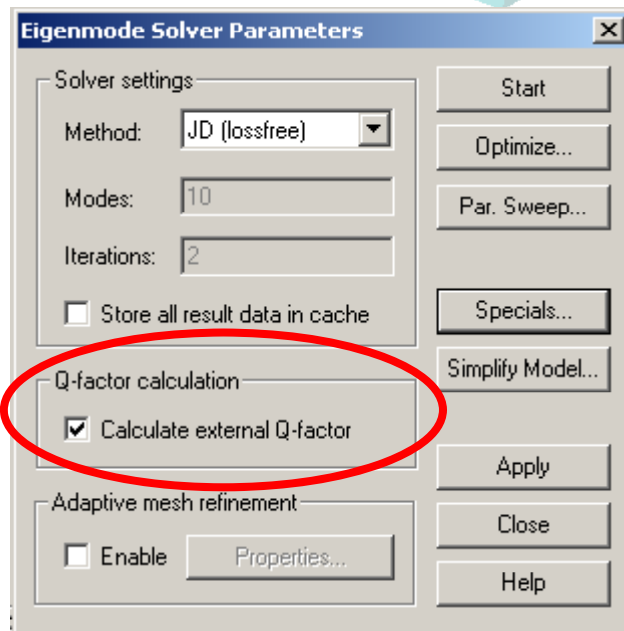 Eigenmode Solver Parameters
Solver settings
Method: JD (lossfree)
Modes: 10
Iterations: 2
Store all result data in cache
Q-factor calculation
Calculate external Q-factor
Adaptive mesh refinement
Enable Properties...
Start
Optimize...
Par. Sweep...
Specials...
Simplify Model...
Apply
Close
Help